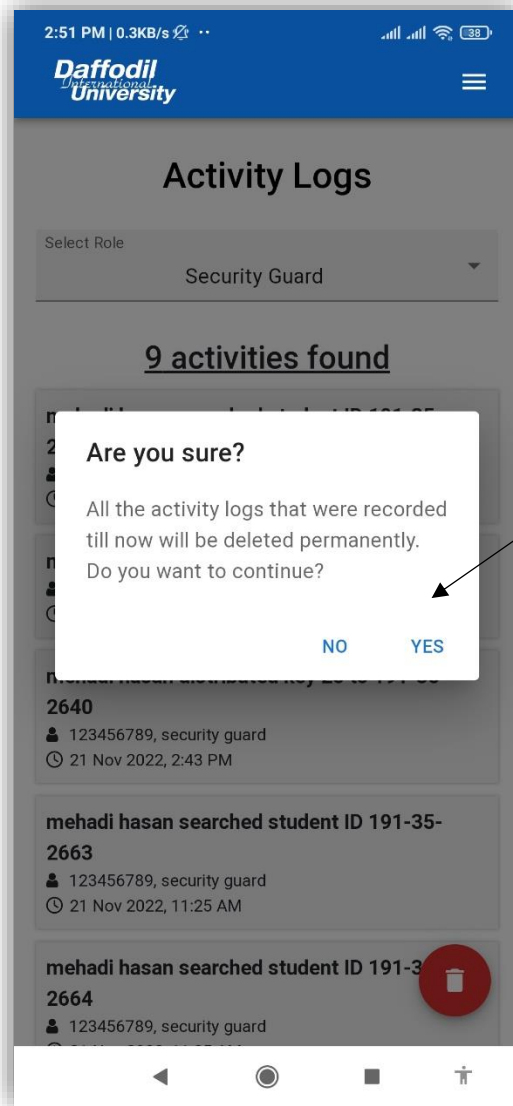 2:51 PM | 0.3KB/s
38
Daffodil
International
University
Activity Logs
Select Role
Security Guard
9 activities found
Are you sure?
All the activity logs that were recorded
till now will be deleted permanently.
Do you want to continue?
NO YES
2640
123456789, security guard
21 Nov 2022, 2:43 PM
mehadi hasan searched student ID 191-35-
2663
123456789, security guard
21 Nov 2022, 11:25 AM
mehadi hasan searched student ID 191-3
2664
123456789, security guard